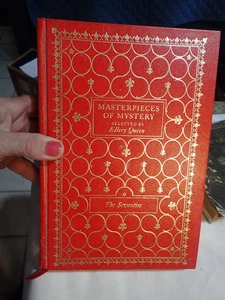 MASTERPIECES
OF MYSTERY
SELECTED BY
Ellery Queen
The Seventies